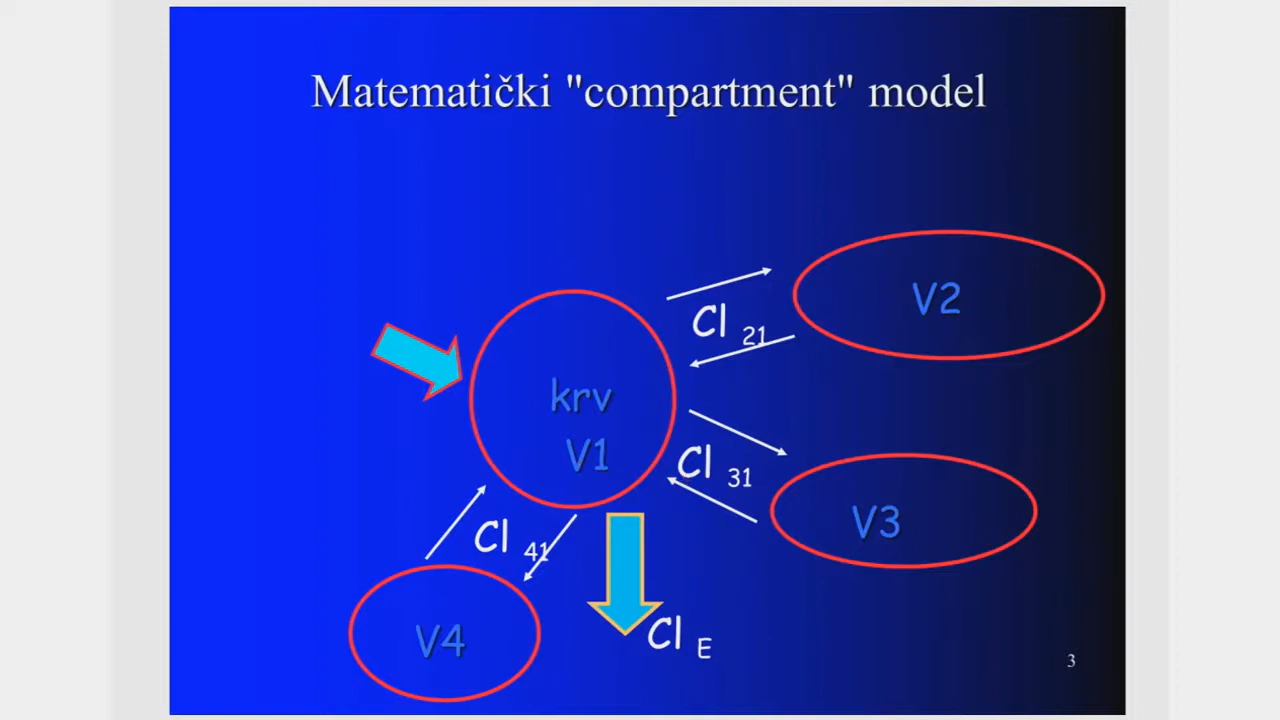 Matematički "compartment" model
V2
Cl 21
krv
V1
Cl 31
V3
Cl 41
V4
Cl E
3